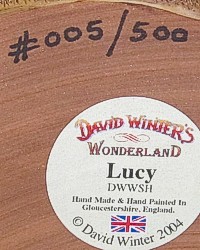 #005/500
DAVID WINTER'S
WONDERLAND
Lucy
DWWSH
Hand Made & Hand Painted In
Gloucestershire, England.
© David Winter 2004